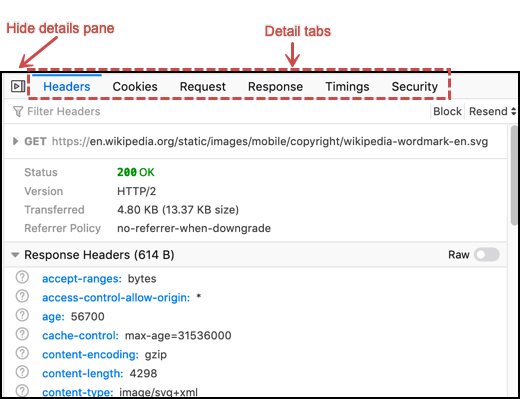 Hide details pane
Detail tabs
Headers Cookies Request Response Timings Security
Filter Headers Block Resend
GET https://en.wikipedia.org/static/images/mobile/copyright/wikipedia-wordmark-en.svg
Status 200 OK
Version HTTP/2
Transferred 4.80 KB (13.37 KB size)
Referrer Policy no-referrer-when-downgrade
Response Headers (614 B) Raw
? accept-ranges: bytes
? access-control-allow-origin: *
? age: 56700
? cache-control: max-age=31536000
? content-encoding: gzip
? content-length: 4298
? content-type: image/svg+xml